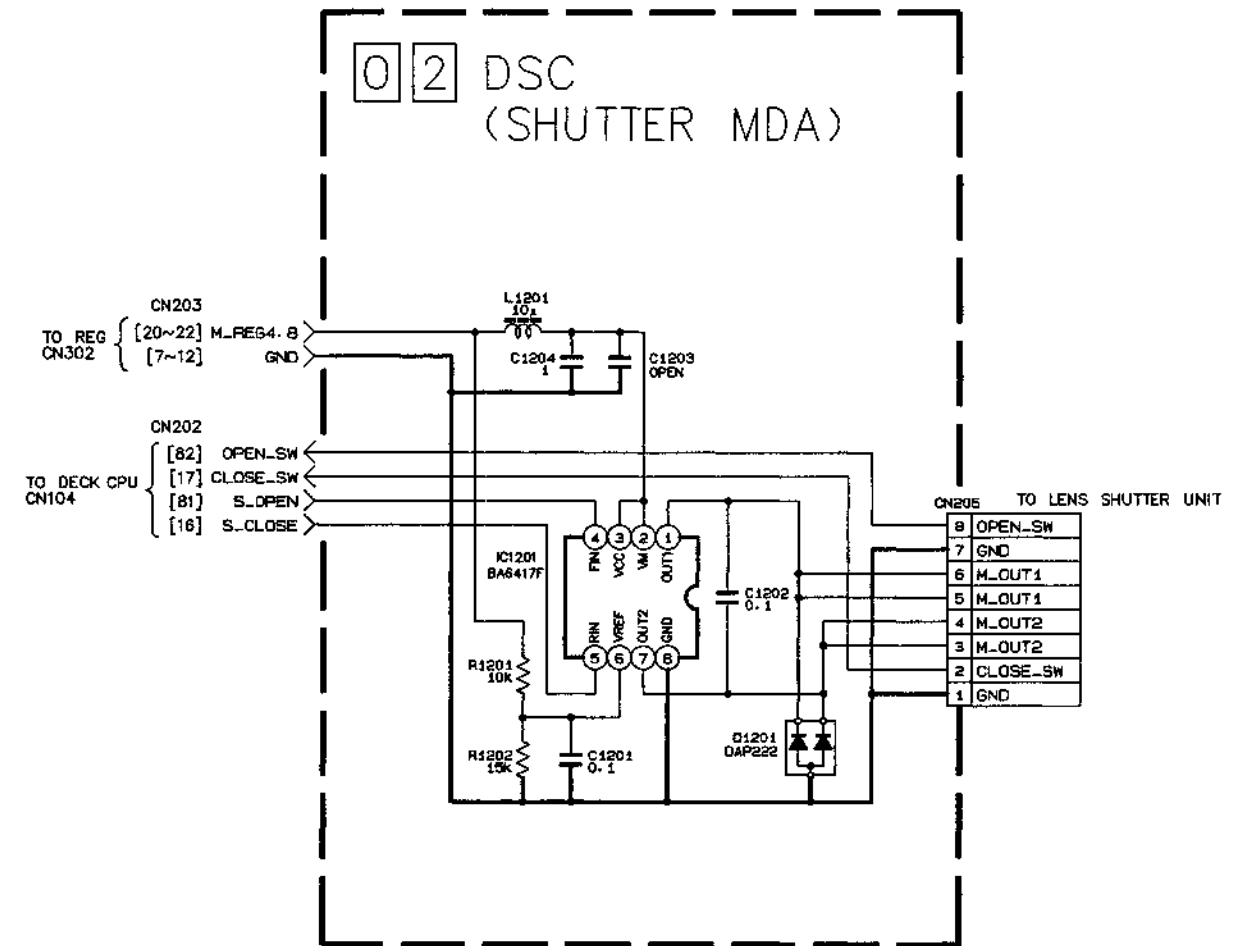 02 DSC
(SHUTTER MDA)
CN203
TO REG
CN302
[20~22] M_REG4.8
[7~12] GND
L1201
10µ
C1204
1
C1203
OPEN
CN202
TO DECK CPU
CN104
[82] OPEN_SW
[17] CLOSE_SW
[81] S_OPEN
[16] S_CLOSE
IC1201
BA6417F
4 3 2 1
FIN VCC VM OUT1
RIN VREF OUT2 GND
5 6 7 8
C1202
0.1
R1201
10K
R1202
15K
C1201
0.1
D1201
DAP222
CN205 TO LENS SHUTTER UNIT
8 OPEN_SW
7 GND
6 M_OUT1
5 M_OUT1
4 M_OUT2
3 M_OUT2
2 CLOSE_SW
1 GND